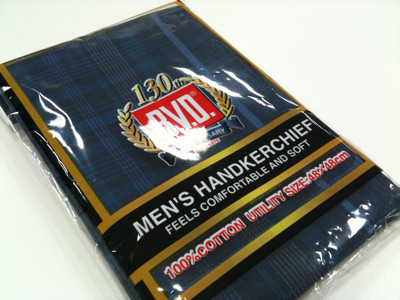 130th
B.V.D.
MEN'S HANDKERCHIEF
FEELS COMFORTABLE AND SOFT
100%COTTON UTILITY SIZE:48×48cm